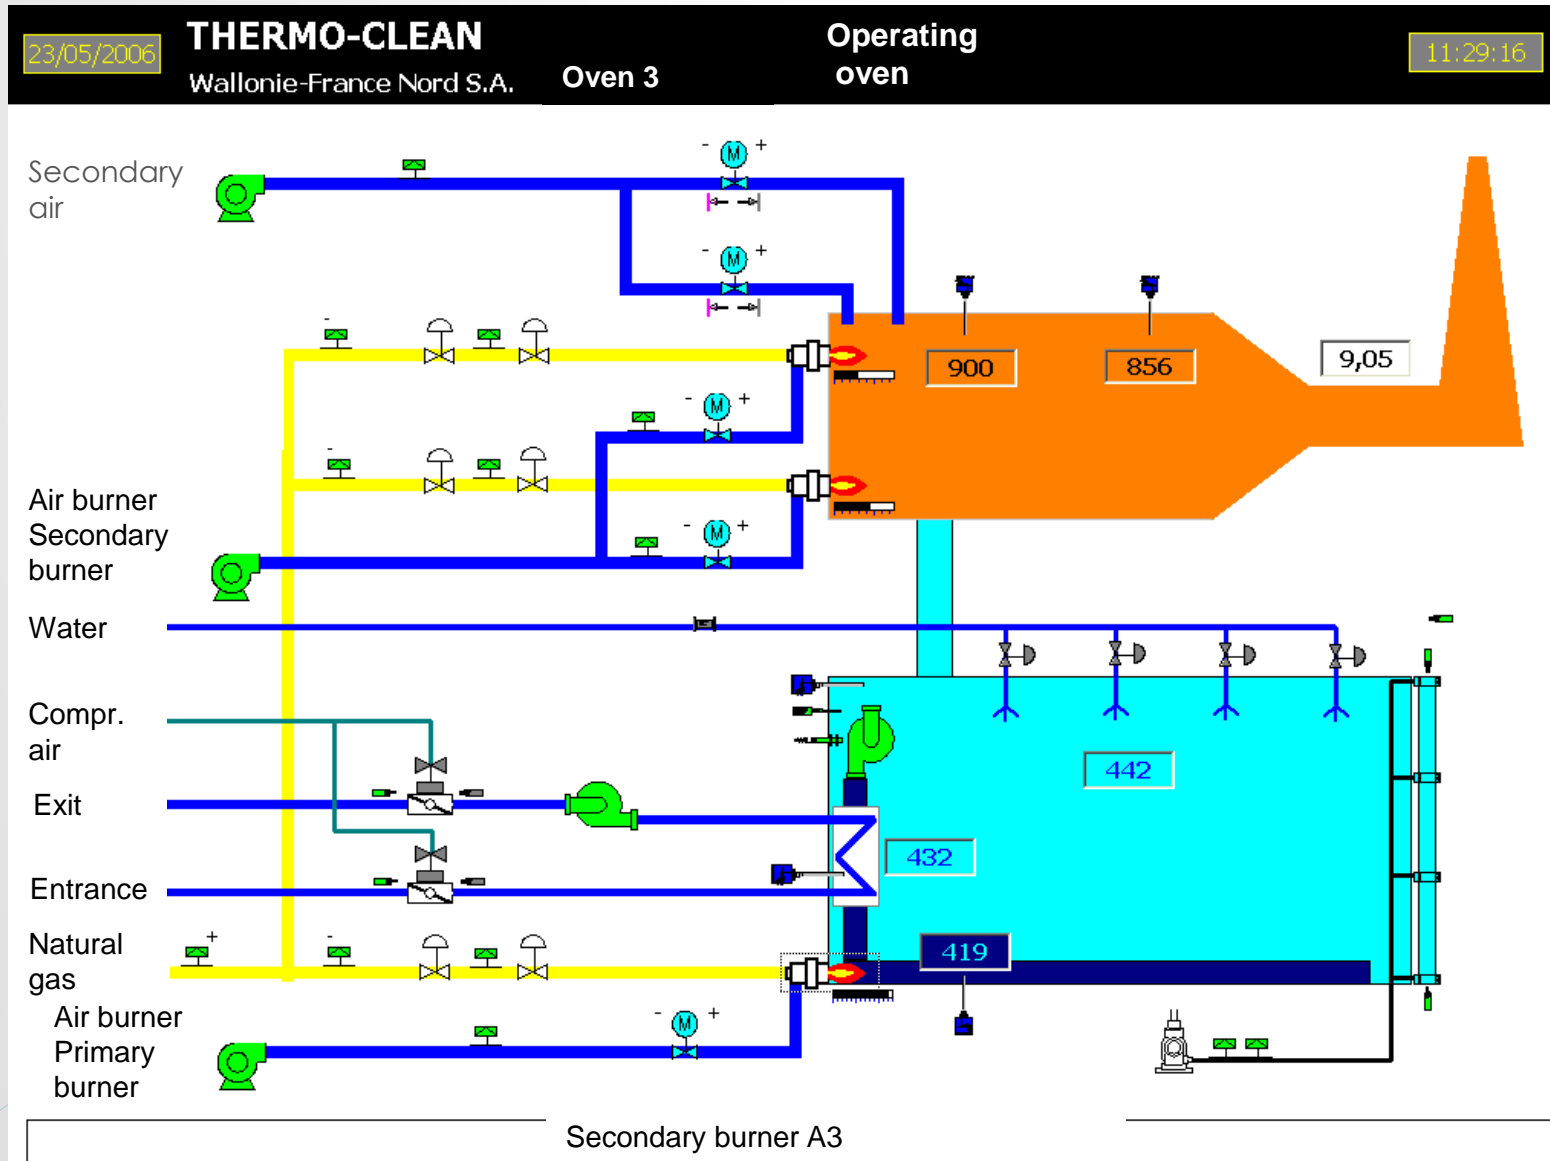 23/05/2006
THERMO-CLEAN
Wallonie-France Nord S.A.
Oven 3
Operating
oven
11:29:16
Secondary
air
- M +
- M +
-
900
856
9,05
- M +
-
Air burner
Secondary
burner
- M +
Water
Compr.
air
442
Exit
432
Entrance
Natural
gas
+
-
419
Air burner
Primary
burner
- M +
Secondary burner A3